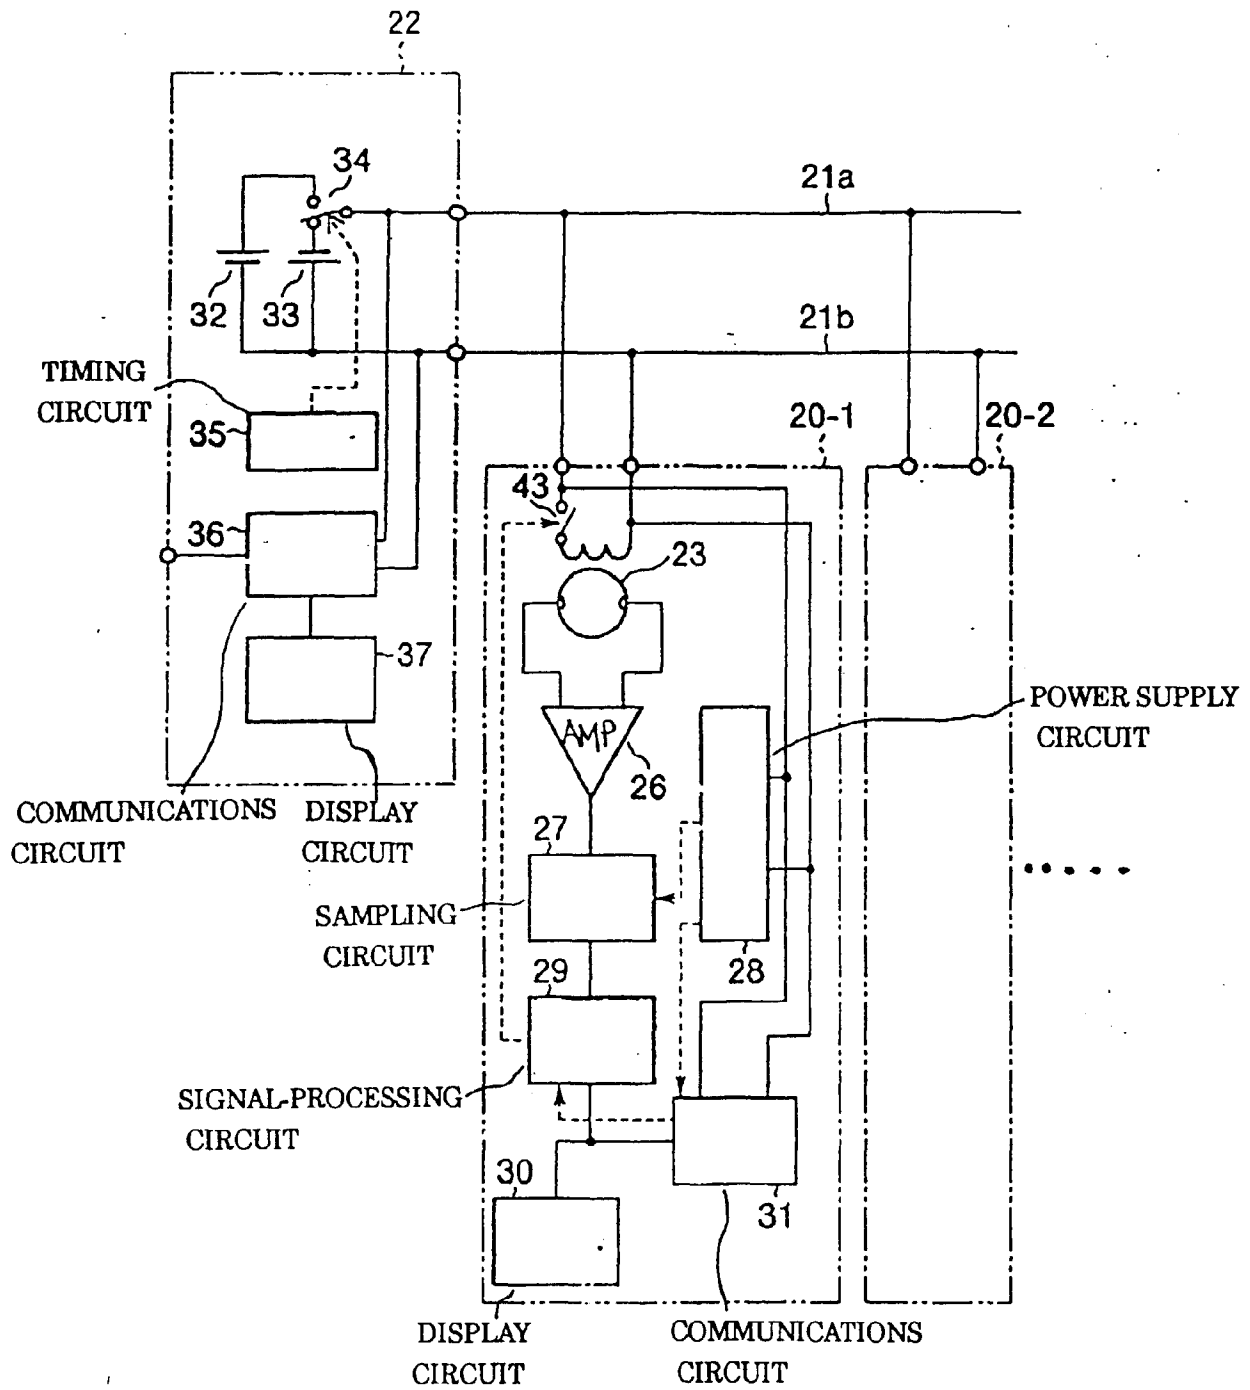 22
34
21a
32
33
21b
TIMING
CIRCUIT
35
20-1
20-2
43
36
23
37
POWER SUPPLY
CIRCUIT
AMP
26
COMMUNICATIONS
CIRCUIT
DISPLAY
CIRCUIT
27
SAMPLING
CIRCUIT
28
29
SIGNAL-PROCESSING
CIRCUIT
30
31
DISPLAY
CIRCUIT
COMMUNICATIONS
CIRCUIT